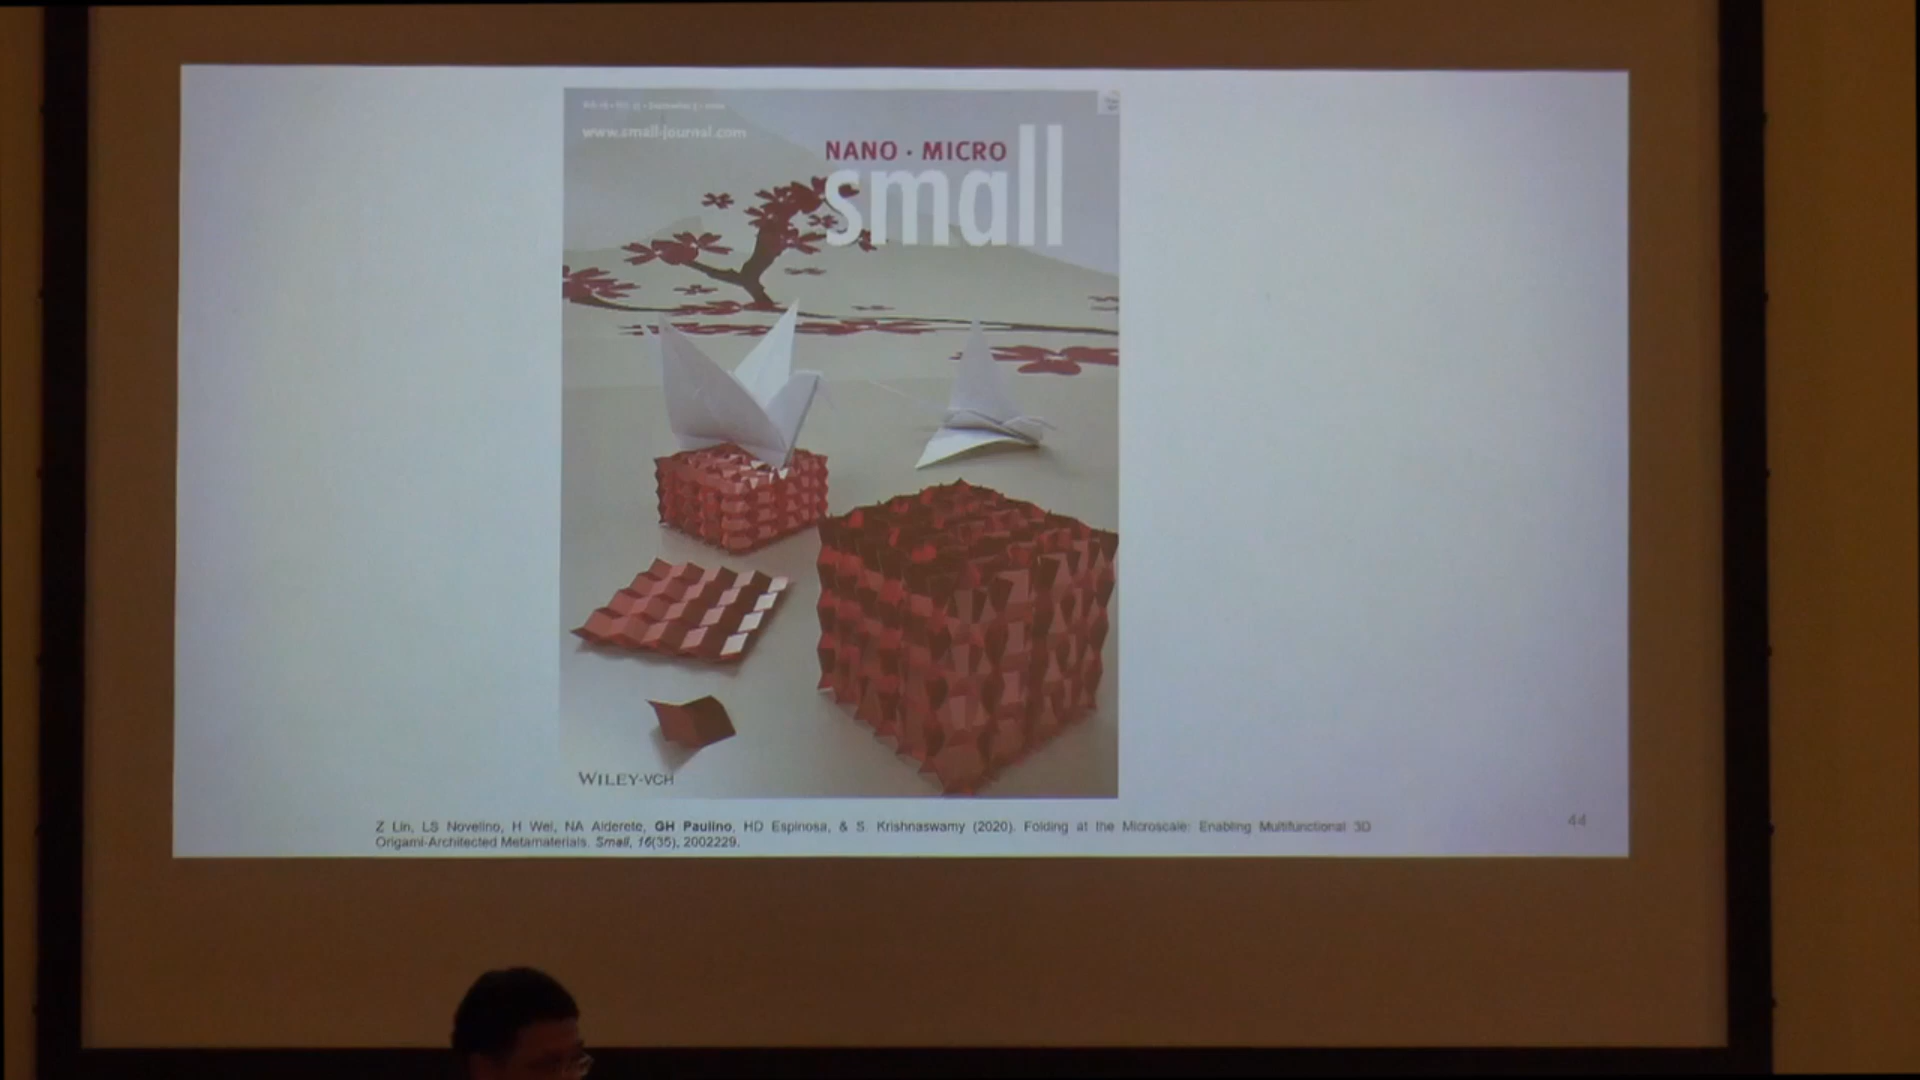 www.small-journal.com
NANO · MICRO
small
WILEY-VCH
Z Lin, LS Novelino, H Wei, NA Alderete, GH Paulino, HD Espinosa, & S. Krishnaswamy (2020). Folding at the Microscale: Enabling Multifunctional 3D
Origami-Architected Metamaterials. Small, 16(35), 2002229.
44